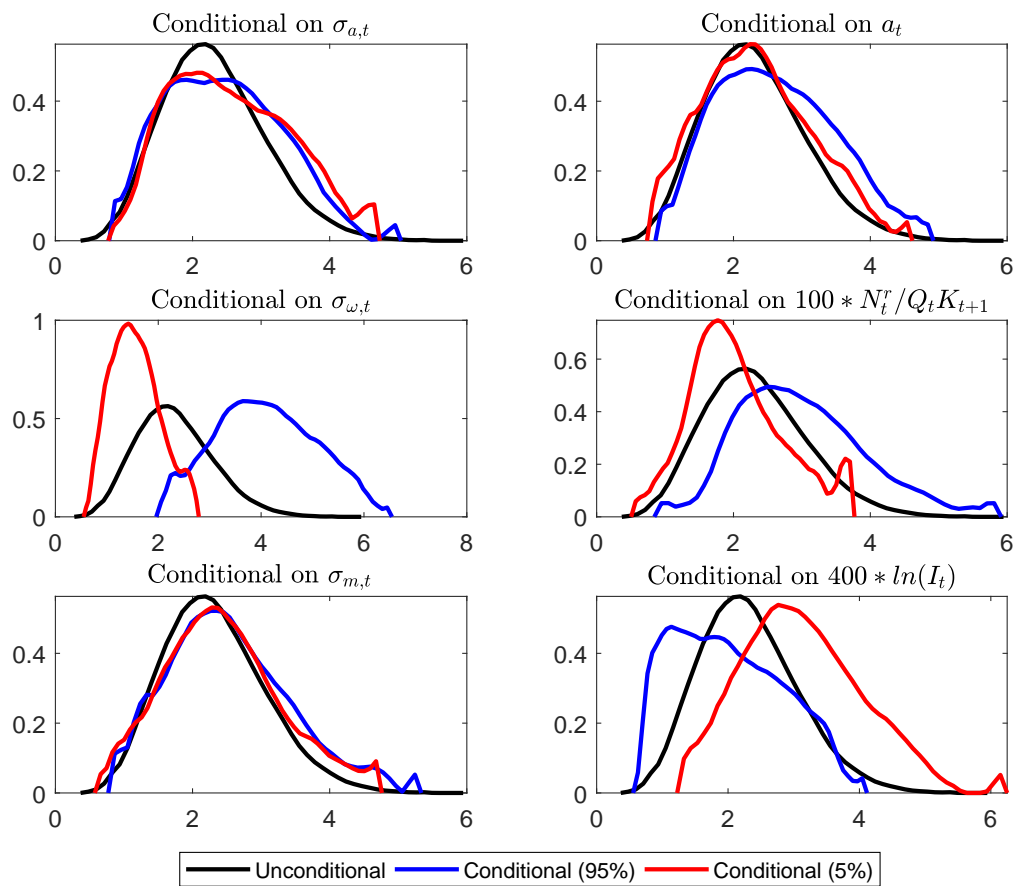 Conditional on σ_{a,t}
0.4
0.2
0
0 2 4 6
Conditional on a_t
0.4
0.2
0
0 2 4 6
Conditional on σ_{ω,t}
1
0.5
0
0 2 4 6 8
Conditional on 100 ∗ N_t^r/Q_tK_{t+1}
0.6
0.4
0.2
0
0 2 4 6
Conditional on σ_{m,t}
0.4
0.2
0
0 2 4 6
Conditional on 400 ∗ ln(I_t)
0.4
0.2
0
0 2 4 6
Unconditional Conditional (95%) Conditional (5%)